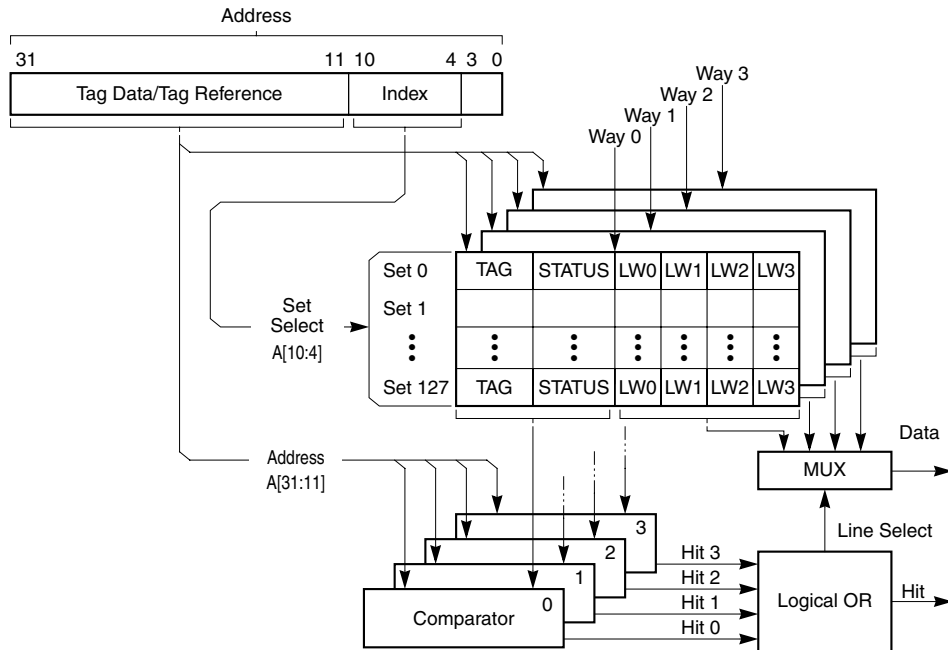 Address
31 11 10 4 3 0
Tag Data/Tag Reference Index
Way 3
Way 2
Way 1
Way 0
Set 0 TAG STATUS LW0 LW1 LW2 LW3
Set 1
Set
Select
A[10:4]
Set 127 TAG STATUS LW0 LW1 LW2 LW3
Data
Address
A[31:11]
MUX
3
Line Select
2
Hit 3
1
Hit 2
0
Comparator
Logical OR
Hit
Hit 1
Hit 0